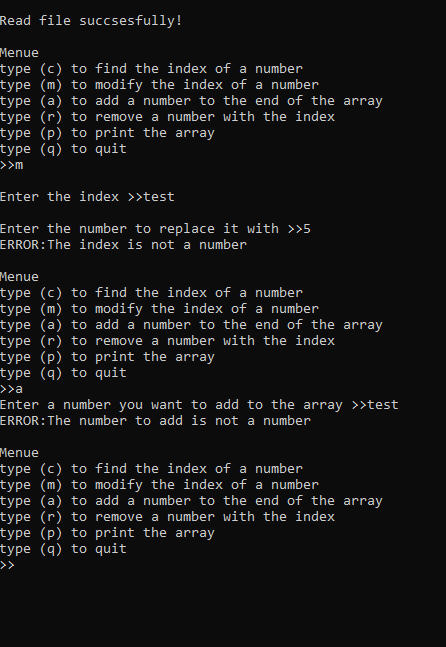 Read file succsesfully!
Menue
type (c) to find the index of a number
type (m) to modify the index of a number
type (a) to add a number to the end of the array
type (r) to remove a number with the index
type (p) to print the array
type (q) to quit
>>m
Enter the index >>test
Enter the number to replace it with >>5
ERROR:The index is not a number
Menue
type (c) to find the index of a number
type (m) to modify the index of a number
type (a) to add a number to the end of the array
type (r) to remove a number with the index
type (p) to print the array
type (q) to quit
>>a
Enter a number you want to add to the array >>test
ERROR:The number to add is not a number
Menue
type (c) to find the index of a number
type (m) to modify the index of a number
type (a) to add a number to the end of the array
type (r) to remove a number with the index
type (p) to print the array
type (q) to quit
>>